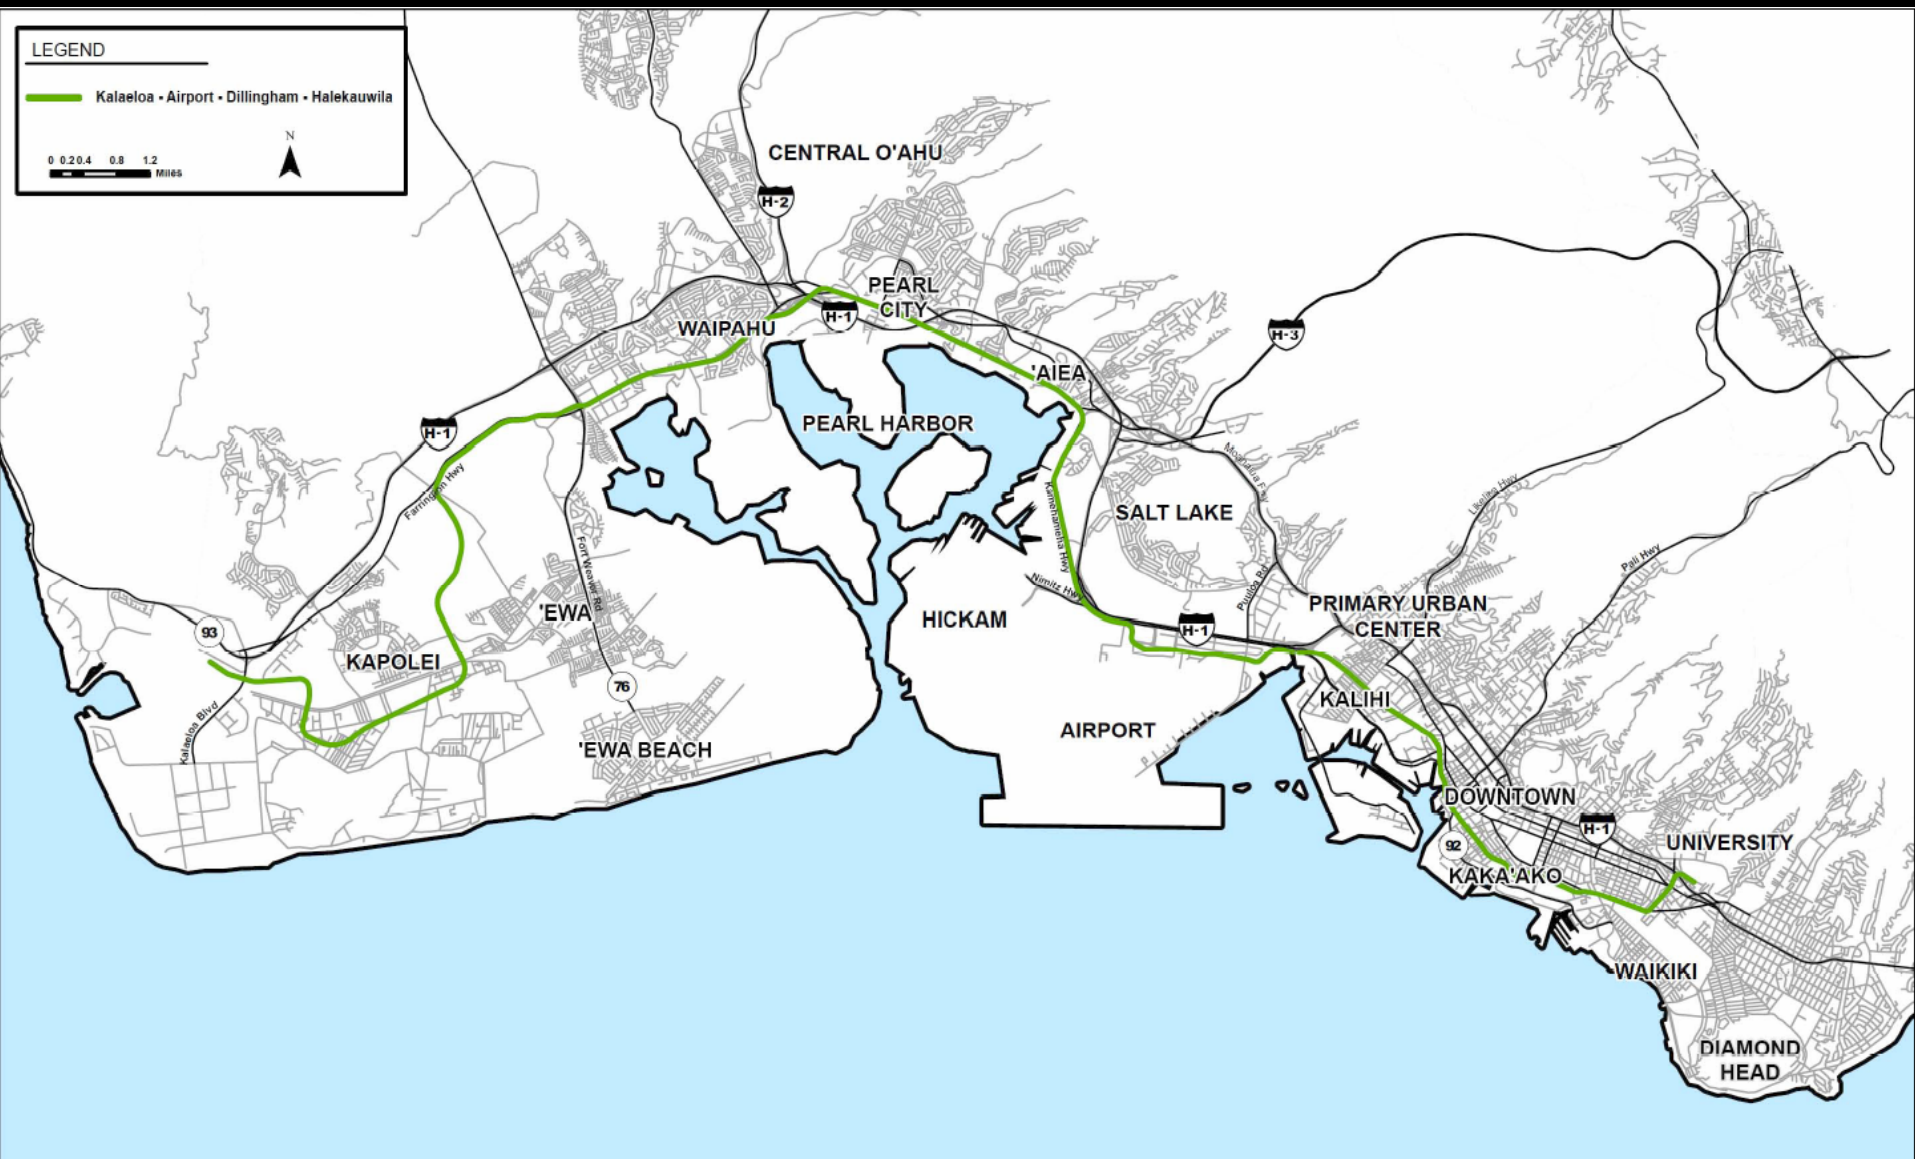 LEGEND
Kalaeloa • Airport • Dillingham • Halekauwila
N
0 0.2 0.4 0.8 1.2
Miles
CENTRAL O'AHU
H-2
PEARL
CITY
H-1
WAIPAHU
H-3
'AIEA
PEARL HARBOR
H-1
Farrington Hwy
Moanalua Fwy
Likelike Hwy
Kamehameha Hwy
SALT LAKE
Pali Hwy
Fort Weaver Rd
Nimitz Hwy
Puuloa Rd
'EWA
HICKAM
H-1
PRIMARY URBAN
CENTER
93
KAPOLEI
76
KALIHI
Kalaeloa Blvd
AIRPORT
'EWA BEACH
DOWNTOWN
H-1
92
UNIVERSITY
KAKA'AKO
WAIKIKI
DIAMOND
HEAD